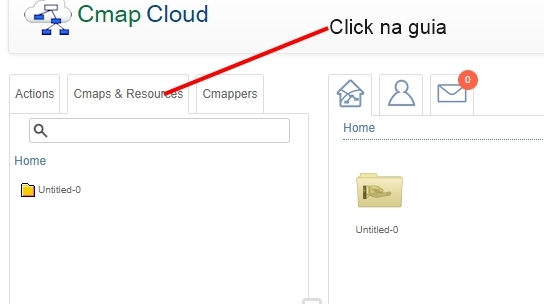 Cmap Cloud
Click na guia
Actions
Cmaps & Resources
Cmappers
0
Home
Untitled-0
Home
Untitled-0